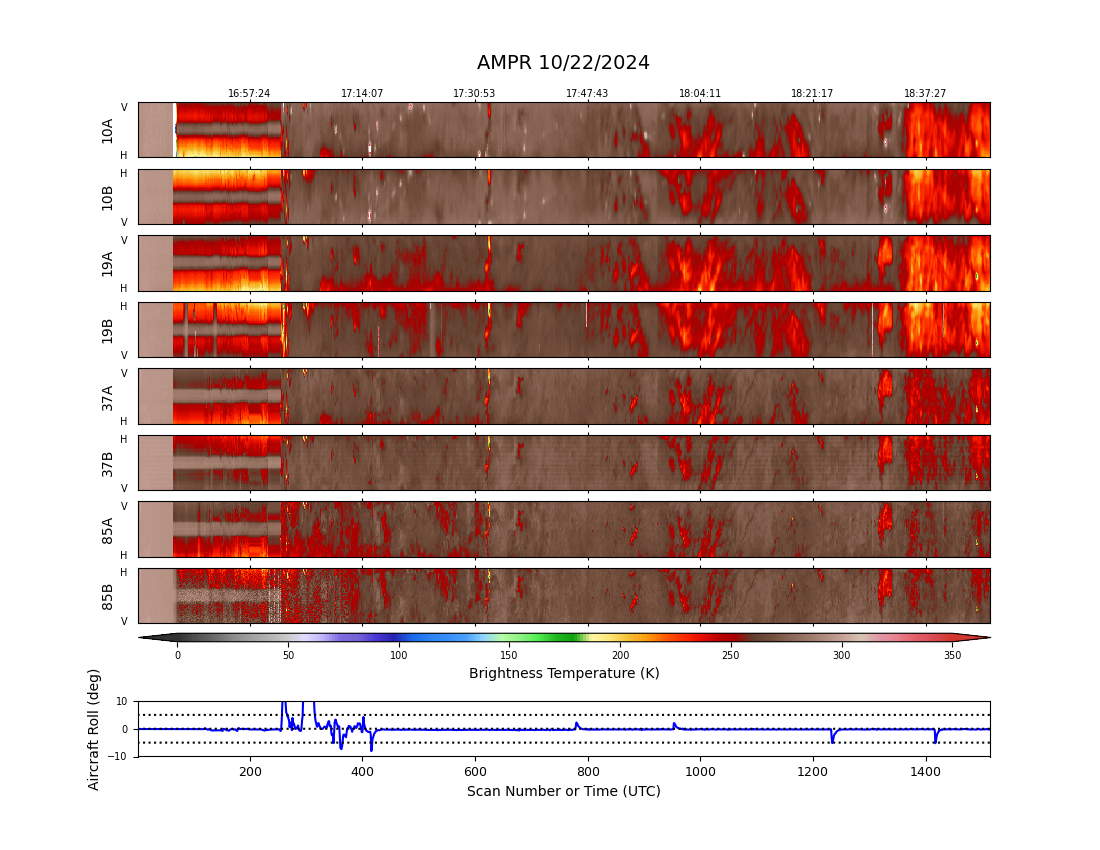 AMPR 10/22/2024
16:57:24 17:14:07 17:30:53 17:47:43 18:04:11 18:21:17 18:37:27
V
10A
H
H
10B
V
V
19A
H
H
19B
V
V
37A
H
H
37B
V
V
85A
H
H
85B
V
0 50 100 150 200 250 300 350
Brightness Temperature (K)
Aircraft Roll (deg)
10
0
−10
200 400 600 800 1000 1200 1400
Scan Number or Time (UTC)